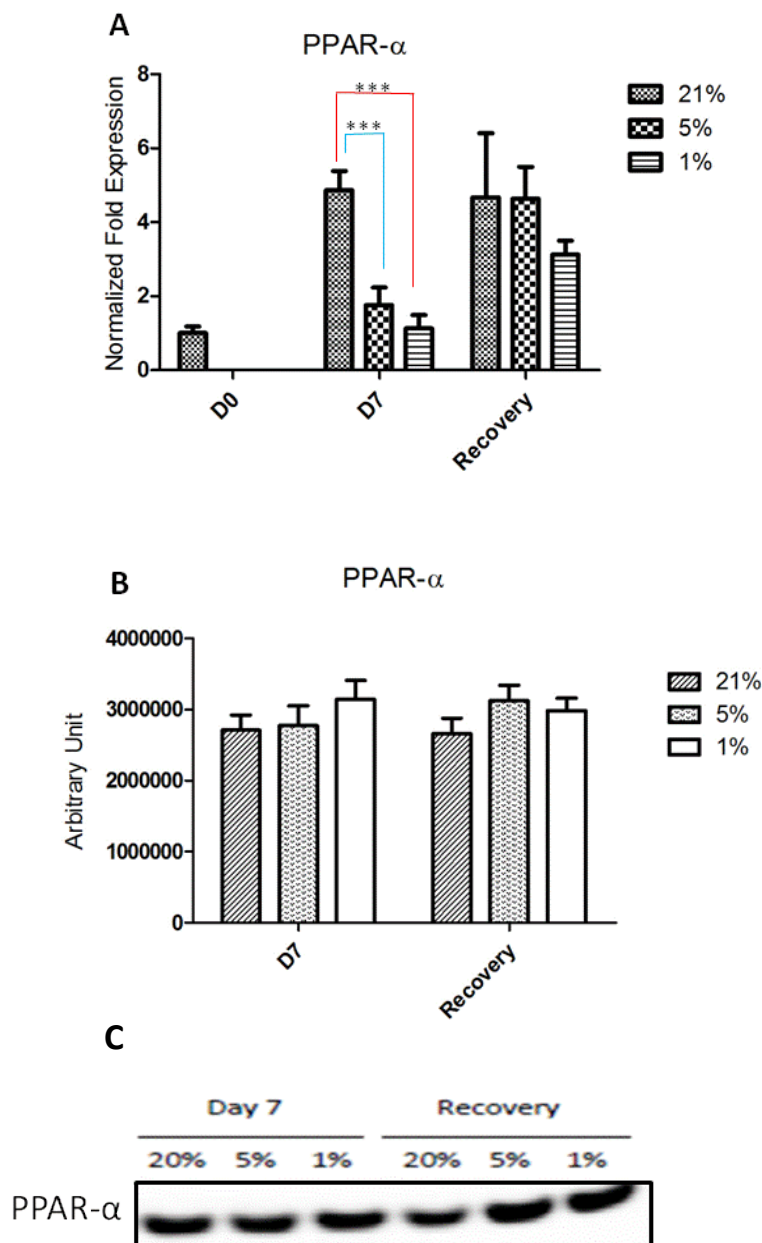 A
PPAR-α
8
6
4
2
0
Normalized Fold Expression
***
***
D0
D7
Recovery
21%
5%
1%
B
PPAR-α
4000000
3000000
2000000
1000000
0
Arbitrary Unit
D7
Recovery
21%
5%
1%
C
Day 7 Recovery
20% 5% 1% 20% 5% 1%
PPAR-α